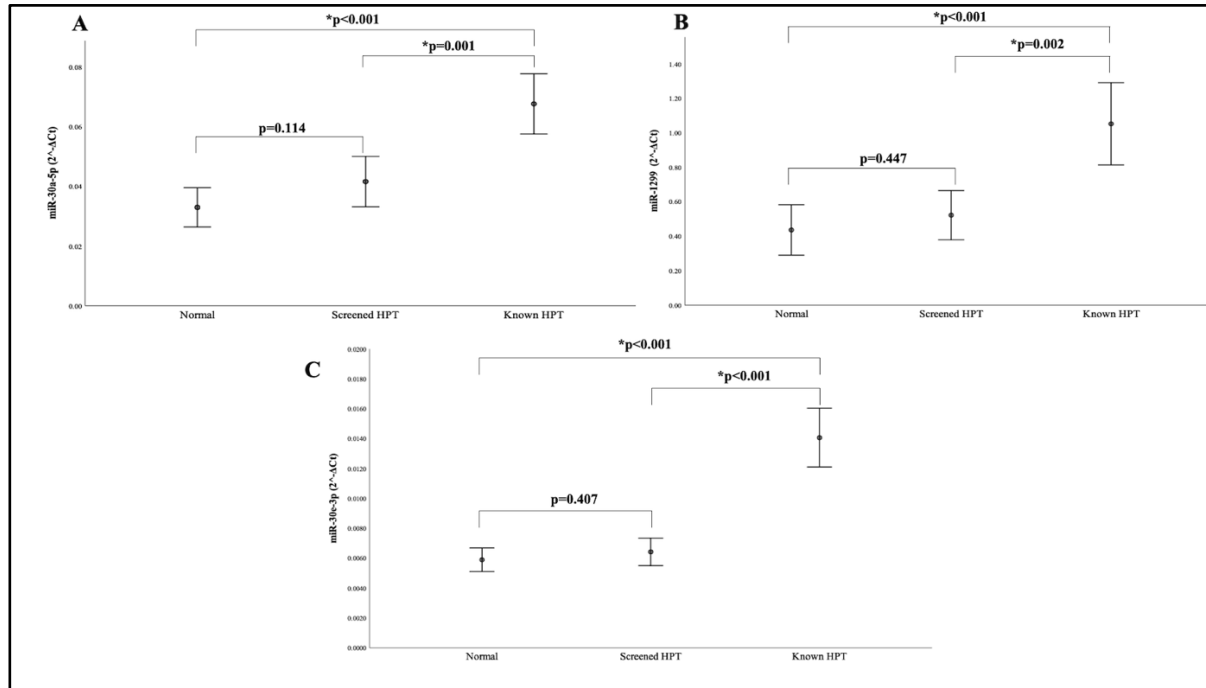 A
*p<0.001
*p=0.001
p=0.114
miR-30a-5p (2^-ΔCt)
0.08
0.06
0.04
0.02
0.00
Normal
Screened HPT
Known HPT
B
*p<0.001
*p=0.002
p=0.447
miR-1299 (2^-ΔCt)
1.40
1.20
1.00
0.80
0.60
0.40
0.20
0.00
Normal
Screened HPT
Known HPT
C
*p<0.001
*p<0.001
p=0.407
miR-30e-3p (2^-ΔCt)
0.0200
0.0180
0.0160
0.0140
0.0120
0.0100
0.0080
0.0060
0.0040
0.0020
0.0000
Normal
Screened HPT
Known HPT